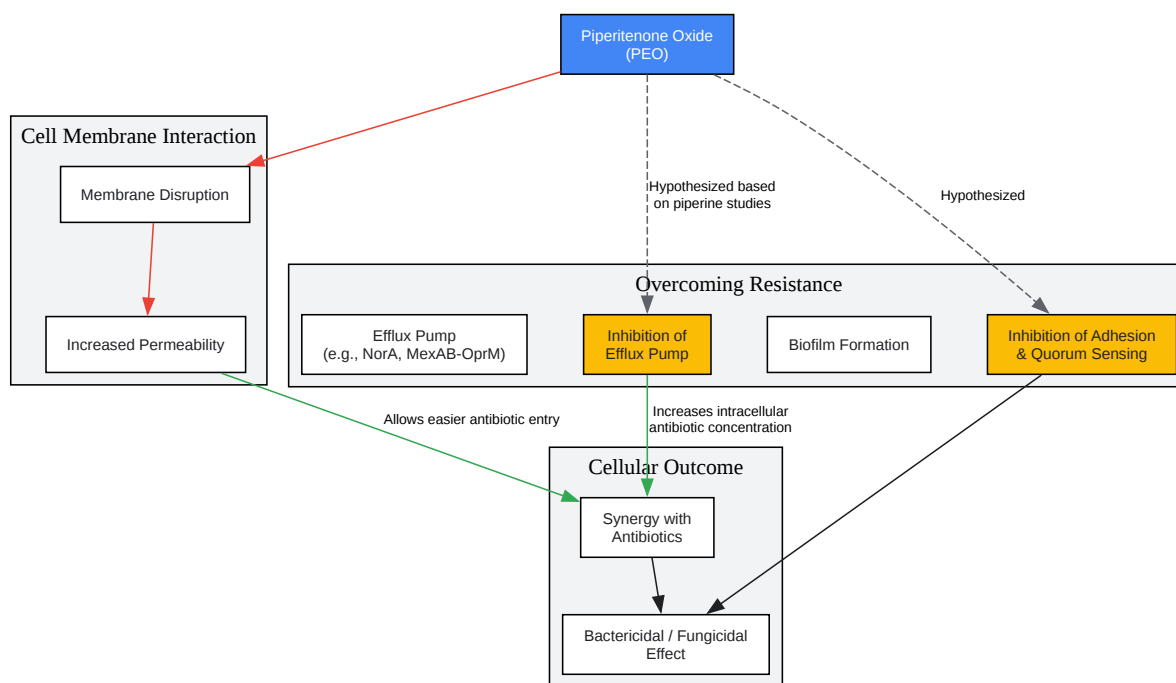 Piperitenone Oxide
(PEO)
Cell Membrane Interaction
Membrane Disruption
Hypothesized based
on piperine studies
Hypothesized
Overcoming Resistance
Increased Permeability
Efflux Pump
(e.g., NorA, MexAB-OprM)
Inhibition of
Efflux Pump
Biofilm Formation
Inhibition of Adhesion
& Quorum Sensing
Allows easier antibiotic entry
Increases intracellular
antibiotic concentration
Cellular Outcome
Synergy with
Antibiotics
Bactericidal / Fungicidal
Effect